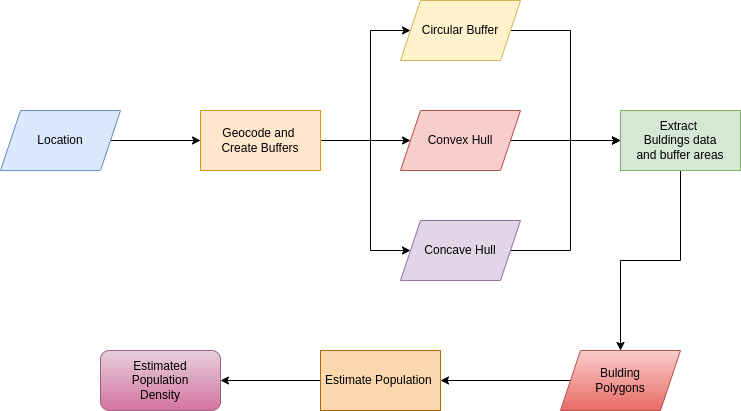 Circular Buffer
Location
Geocode and
Create Buffers
Convex Hull
Extract
Buldings data
and buffer areas
Concave Hull
Estimated
Population
Density
Estimate Population
Bulding
Polygons